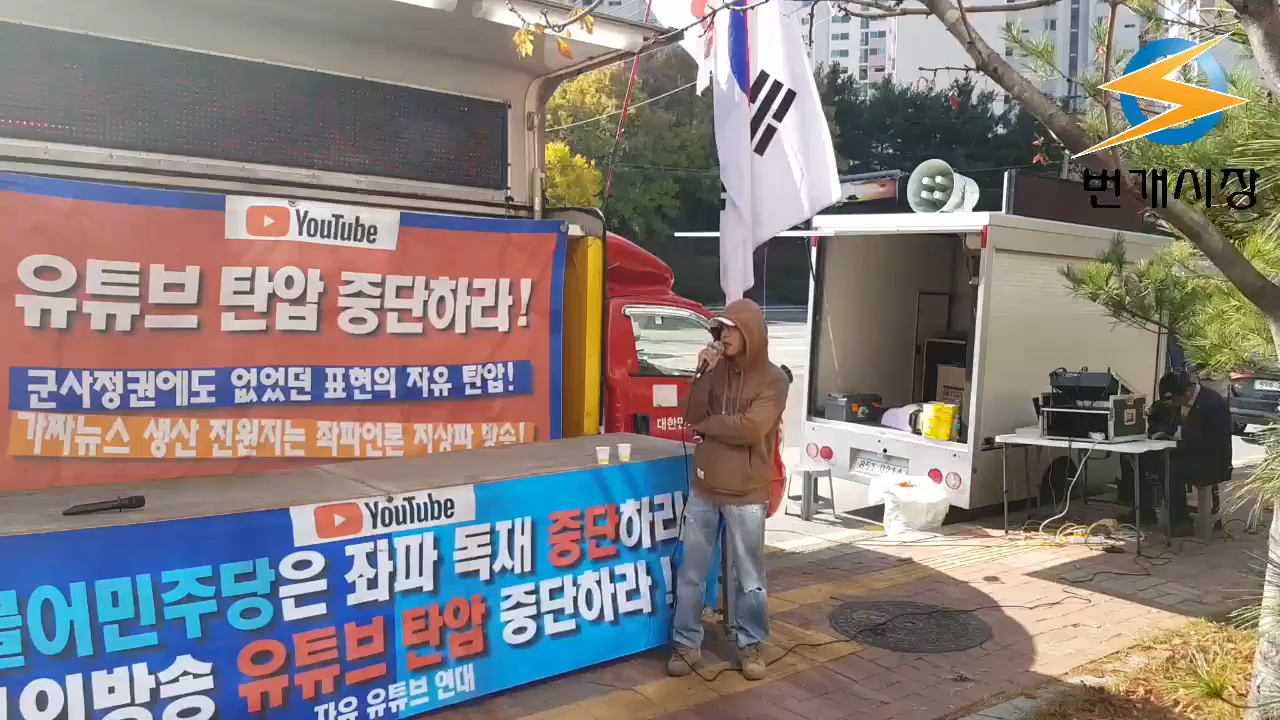 번개시장
YouTube
유튜브 탄압 중단하라!
군사정권에도 없었던 표현의 자유 탄압!
가짜뉴스 생산 진원지는 좌파언론 지상파 방송!
대한민
YouTube
불어민주당은 좌파 독재 중단하라
유튜브 탄압 중단하라!
자유 유튜브 연대